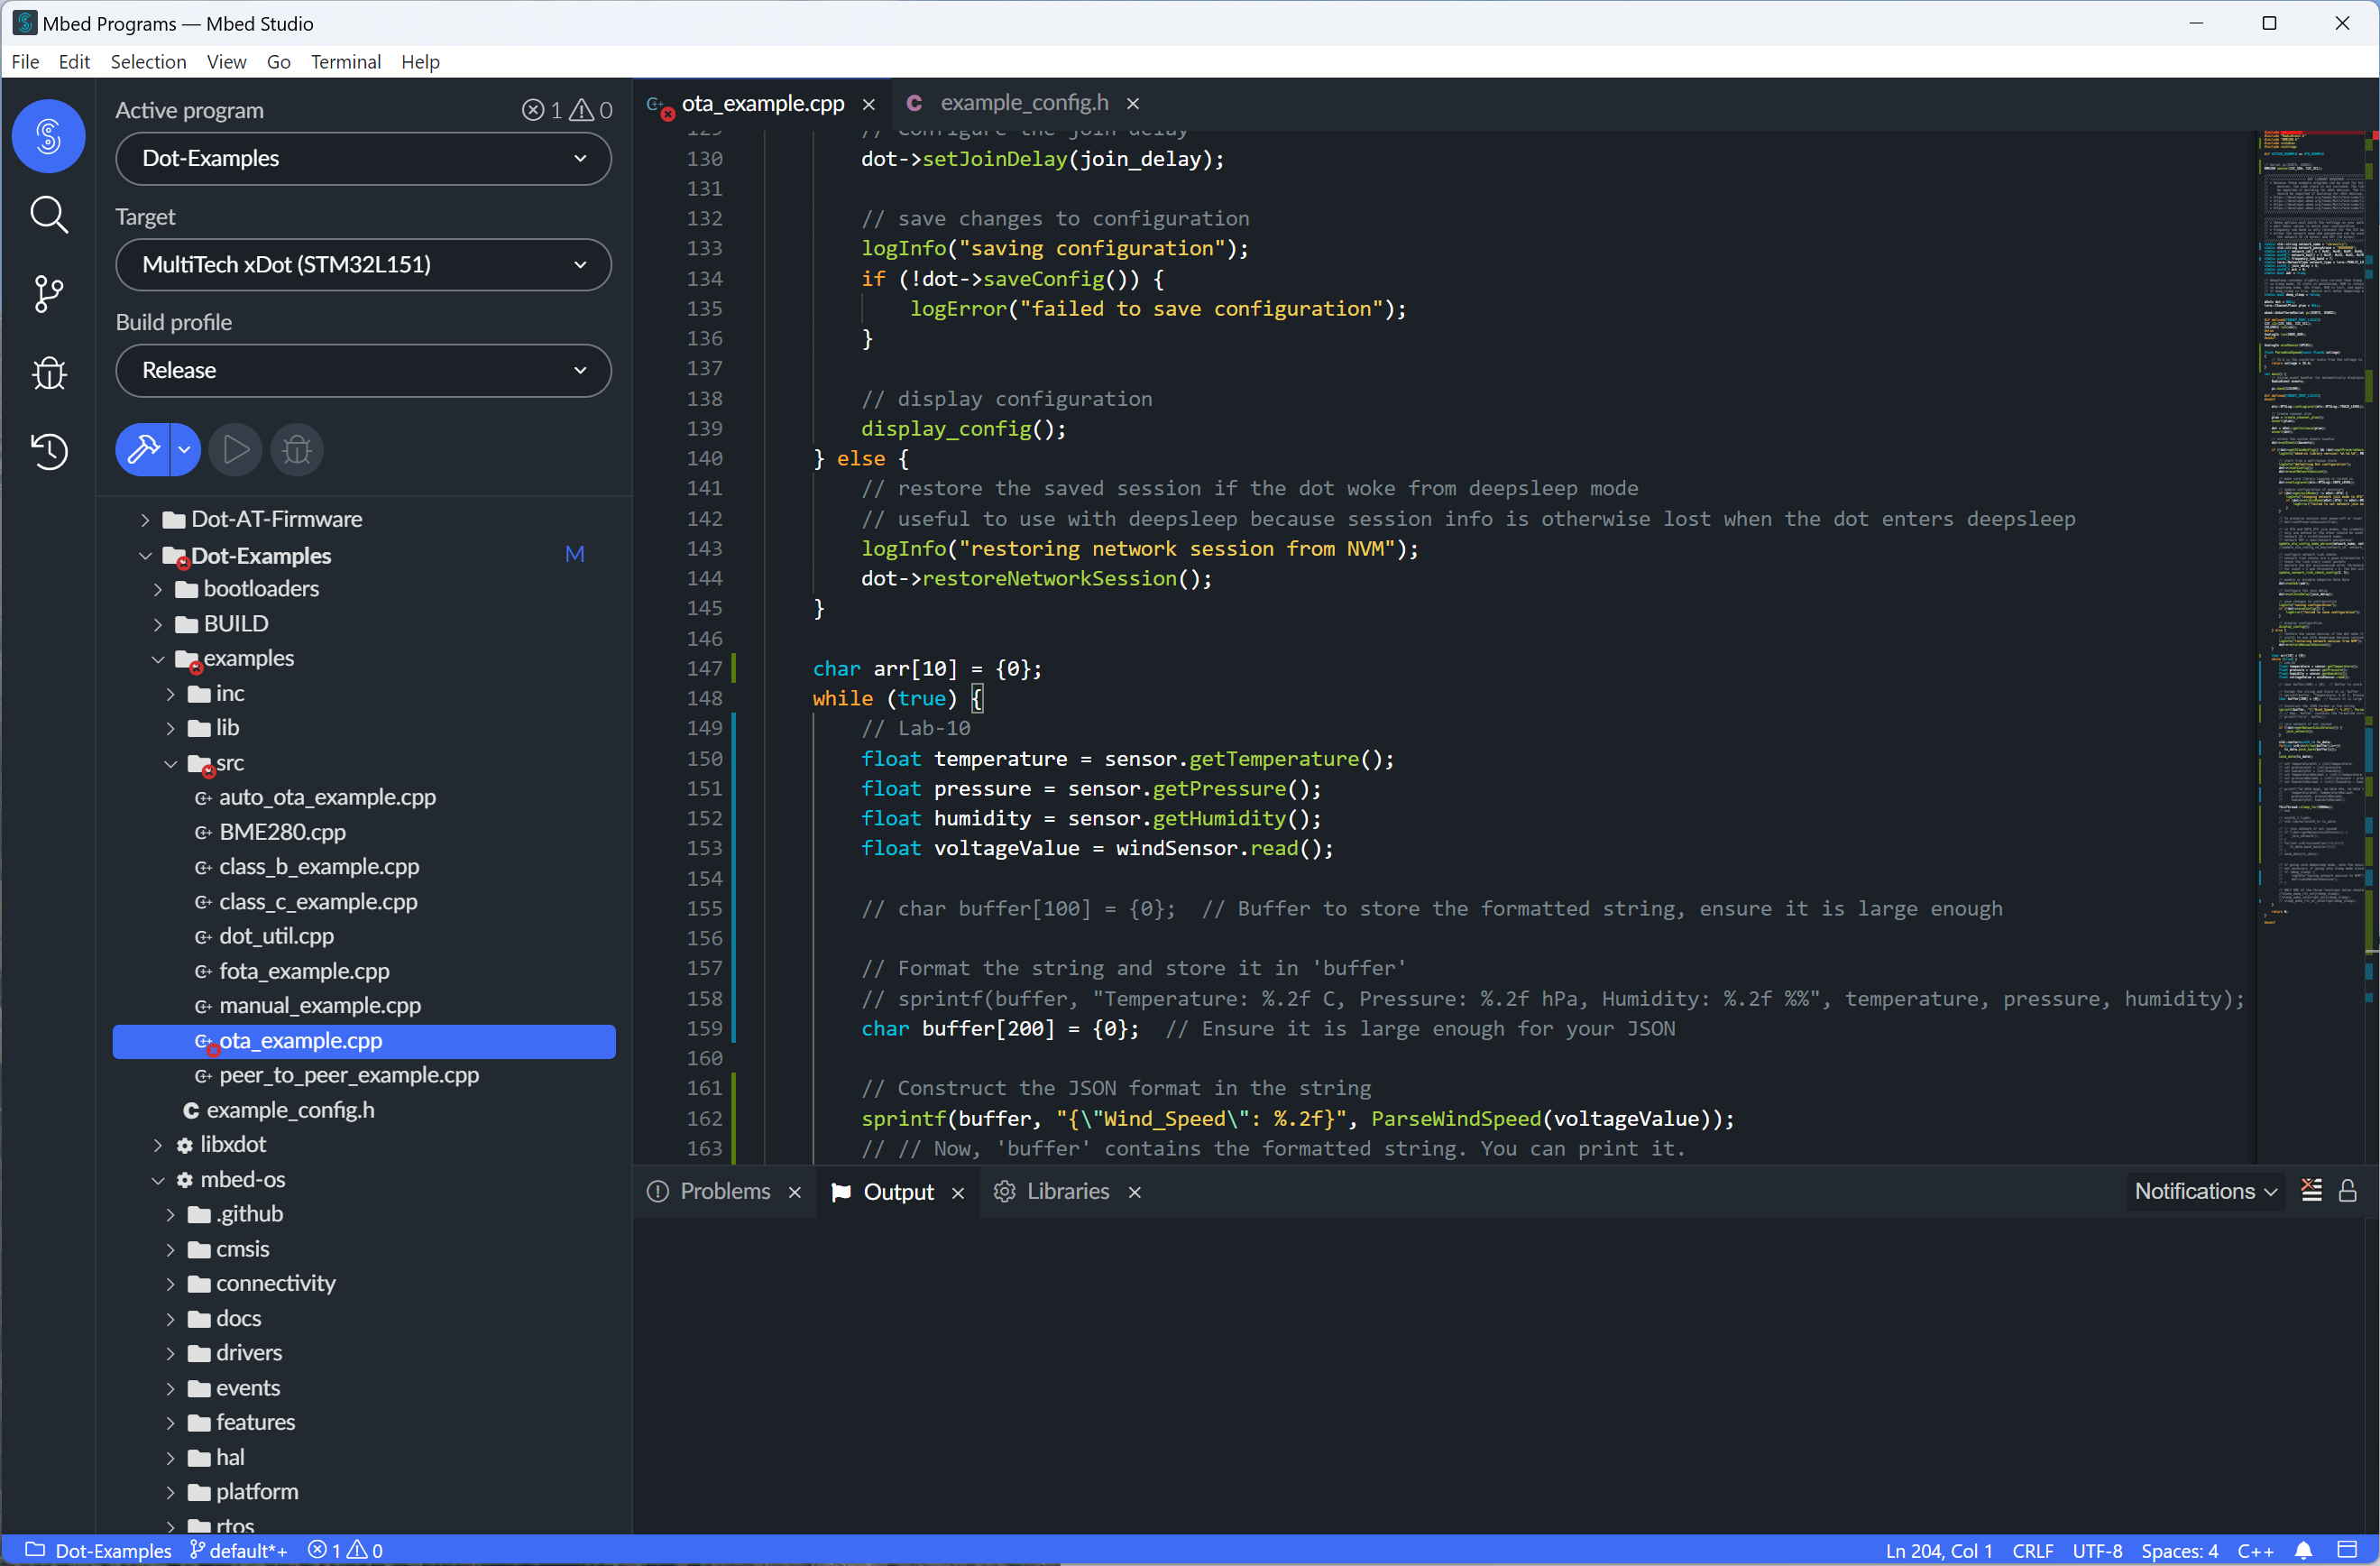 Mbed Programs — Mbed Studio
File Edit Selection View Go Terminal Help
Active program
1 0
Dot-Examples
Target
MultiTech xDot (STM32L151)
Build profile
Release
Dot-AT-Firmware
Dot-Examples M
bootloaders
BUILD
examples
inc
lib
src
auto_ota_example.cpp
BME280.cpp
class_b_example.cpp
class_c_example.cpp
dot_util.cpp
fota_example.cpp
manual_example.cpp
ota_example.cpp
peer_to_peer_example.cpp
example_config.h
libxdot
mbed-os
.github
cmsis
connectivity
docs
drivers
events
features
hal
platform
rtos
ota_example.cpp
C example_config.h
129 // Configure the join delay
130 dot->setJoinDelay(join_delay);
131
132 // save changes to configuration
133 logInfo("saving configuration");
134 if (!dot->saveConfig()) {
135 logError("failed to save configuration");
136 }
137
138 // display configuration
139 display_config();
140 } else {
141 // restore the saved session if the dot woke from deepsleep mode
142 // useful to use with deepsleep because session info is otherwise lost when the dot enters deepsleep
143 logInfo("restoring network session from NVM");
144 dot->restoreNetworkSession();
145 }
146
147 char arr[10] = {0};
148 while (true) {
149 // Lab-10
150 float temperature = sensor.getTemperature();
151 float pressure = sensor.getPressure();
152 float humidity = sensor.getHumidity();
153 float voltageValue = windSensor.read();
154
155 // char buffer[100] = {0};  // Buffer to store the formatted string, ensure it is large enough
156
157 // Format the string and store it in 'buffer'
158 // sprintf(buffer, "Temperature: %.2f C, Pressure: %.2f hPa, Humidity: %.2f %%", temperature, pressure, humidity);
159 char buffer[200] = {0};  // Ensure it is large enough for your JSON
160
161 // Construct the JSON format in the string
162 sprintf(buffer, "{\"Wind_Speed\": %.2f}", ParseWindSpeed(voltageValue));
163 // // Now, 'buffer' contains the formatted string. You can print it.
Problems Output Libraries
Notifications
Dot-Examples default*+ 1 0
Ln 204, Col 1 CRLF UTF-8 Spaces: 4 C++